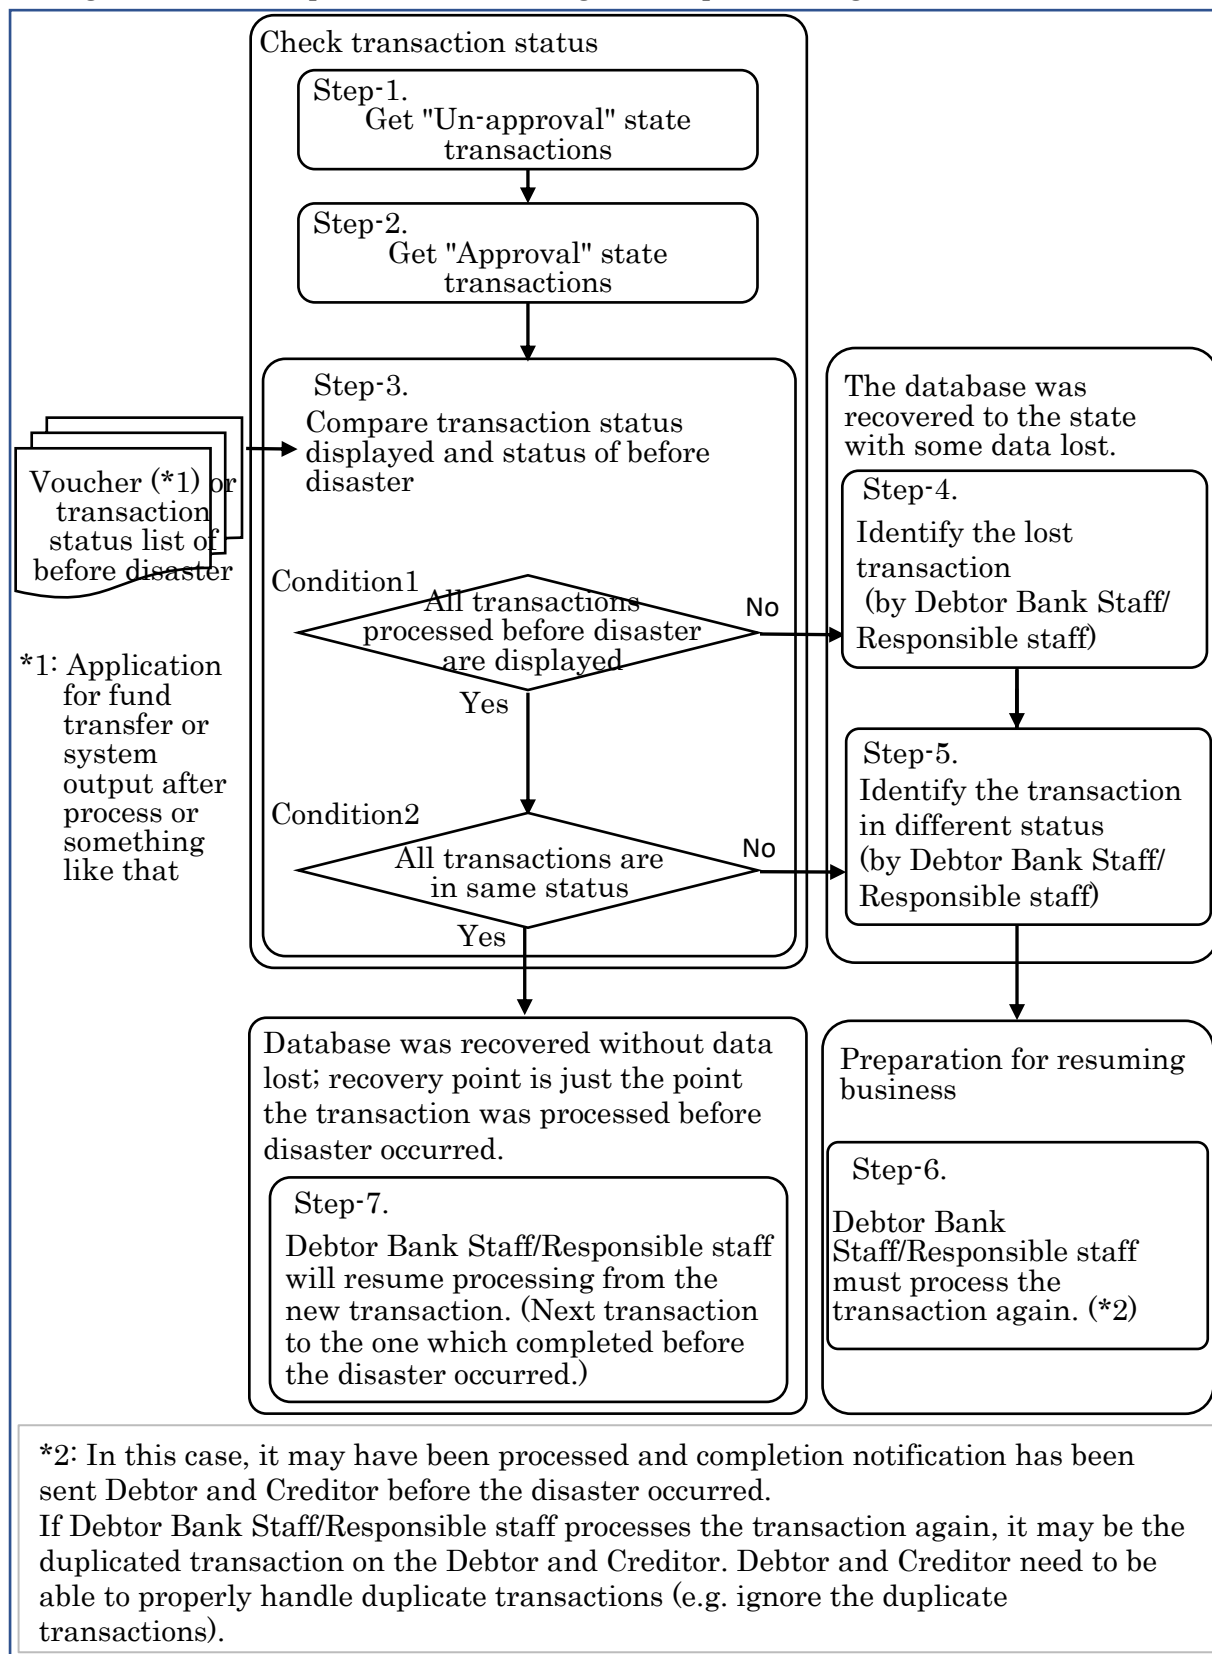 Check transaction status
Step-1.
Get "Un-approval" state
transactions
Step-2.
Get "Approval" state
transactions
Step-3.
Compare transaction status
displayed and status of before
disaster
Voucher (*1) or
transaction
status list of
before disaster
*1: Application
for fund
transfer or
system
output after
process or
something
like that
Condition1
All transactions
processed before disaster
are displayed
No
Yes
Condition2
All transactions are
in same status
No
Yes
The database was
recovered to the state
with some data lost.
Step-4.
Identify the lost
transaction
(by Debtor Bank Staff/
Responsible staff)
Step-5.
Identify the transaction
in different status
(by Debtor Bank Staff/
Responsible staff)
Database was recovered without data
lost; recovery point is just the point
the transaction was processed before
disaster occurred.
Step-7.
Debtor Bank Staff/Responsible staff
will resume processing from the
new transaction. (Next transaction
to the one which completed before
the disaster occurred.)
Preparation for resuming
business
Step-6.
Debtor Bank
Staff/Responsible staff
must process the
transaction again. (*2)
*2: In this case, it may have been processed and completion notification has been
sent Debtor and Creditor before the disaster occurred.
If Debtor Bank Staff/Responsible staff processes the transaction again, it may be the
duplicated transaction on the Debtor and Creditor. Debtor and Creditor need to be
able to properly handle duplicate transactions (e.g. ignore the duplicate
transactions).